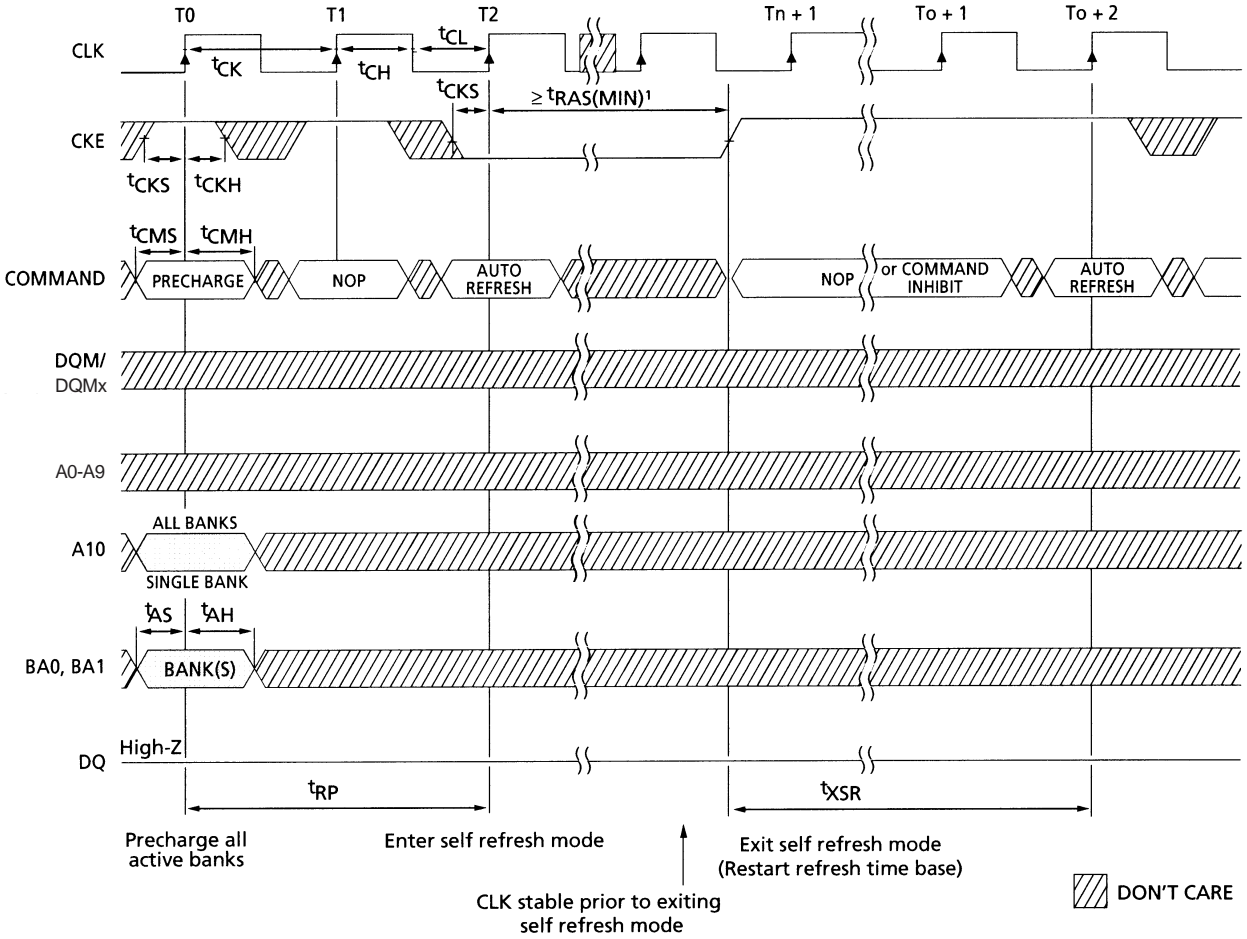 T0 T1 T2 Tn + 1 To + 1 To + 2
CLK
tCK tCH tCL
tCKS ≥ tRAS(MIN)1
CKE
tCKS tCKH
tCMS tCMH
COMMAND PRECHARGE NOP AUTO REFRESH NOP or COMMAND INHIBIT AUTO REFRESH
DQM/
DQMx
A0-A9
ALL BANKS
A10
SINGLE BANK
tAS tAH
BA0, BA1 BANK(S)
High-Z
DQ
tRP tXSR
Precharge all
active banks
Enter self refresh mode
Exit self refresh mode
(Restart refresh time base)
CLK stable prior to exiting
self refresh mode
DON'T CARE